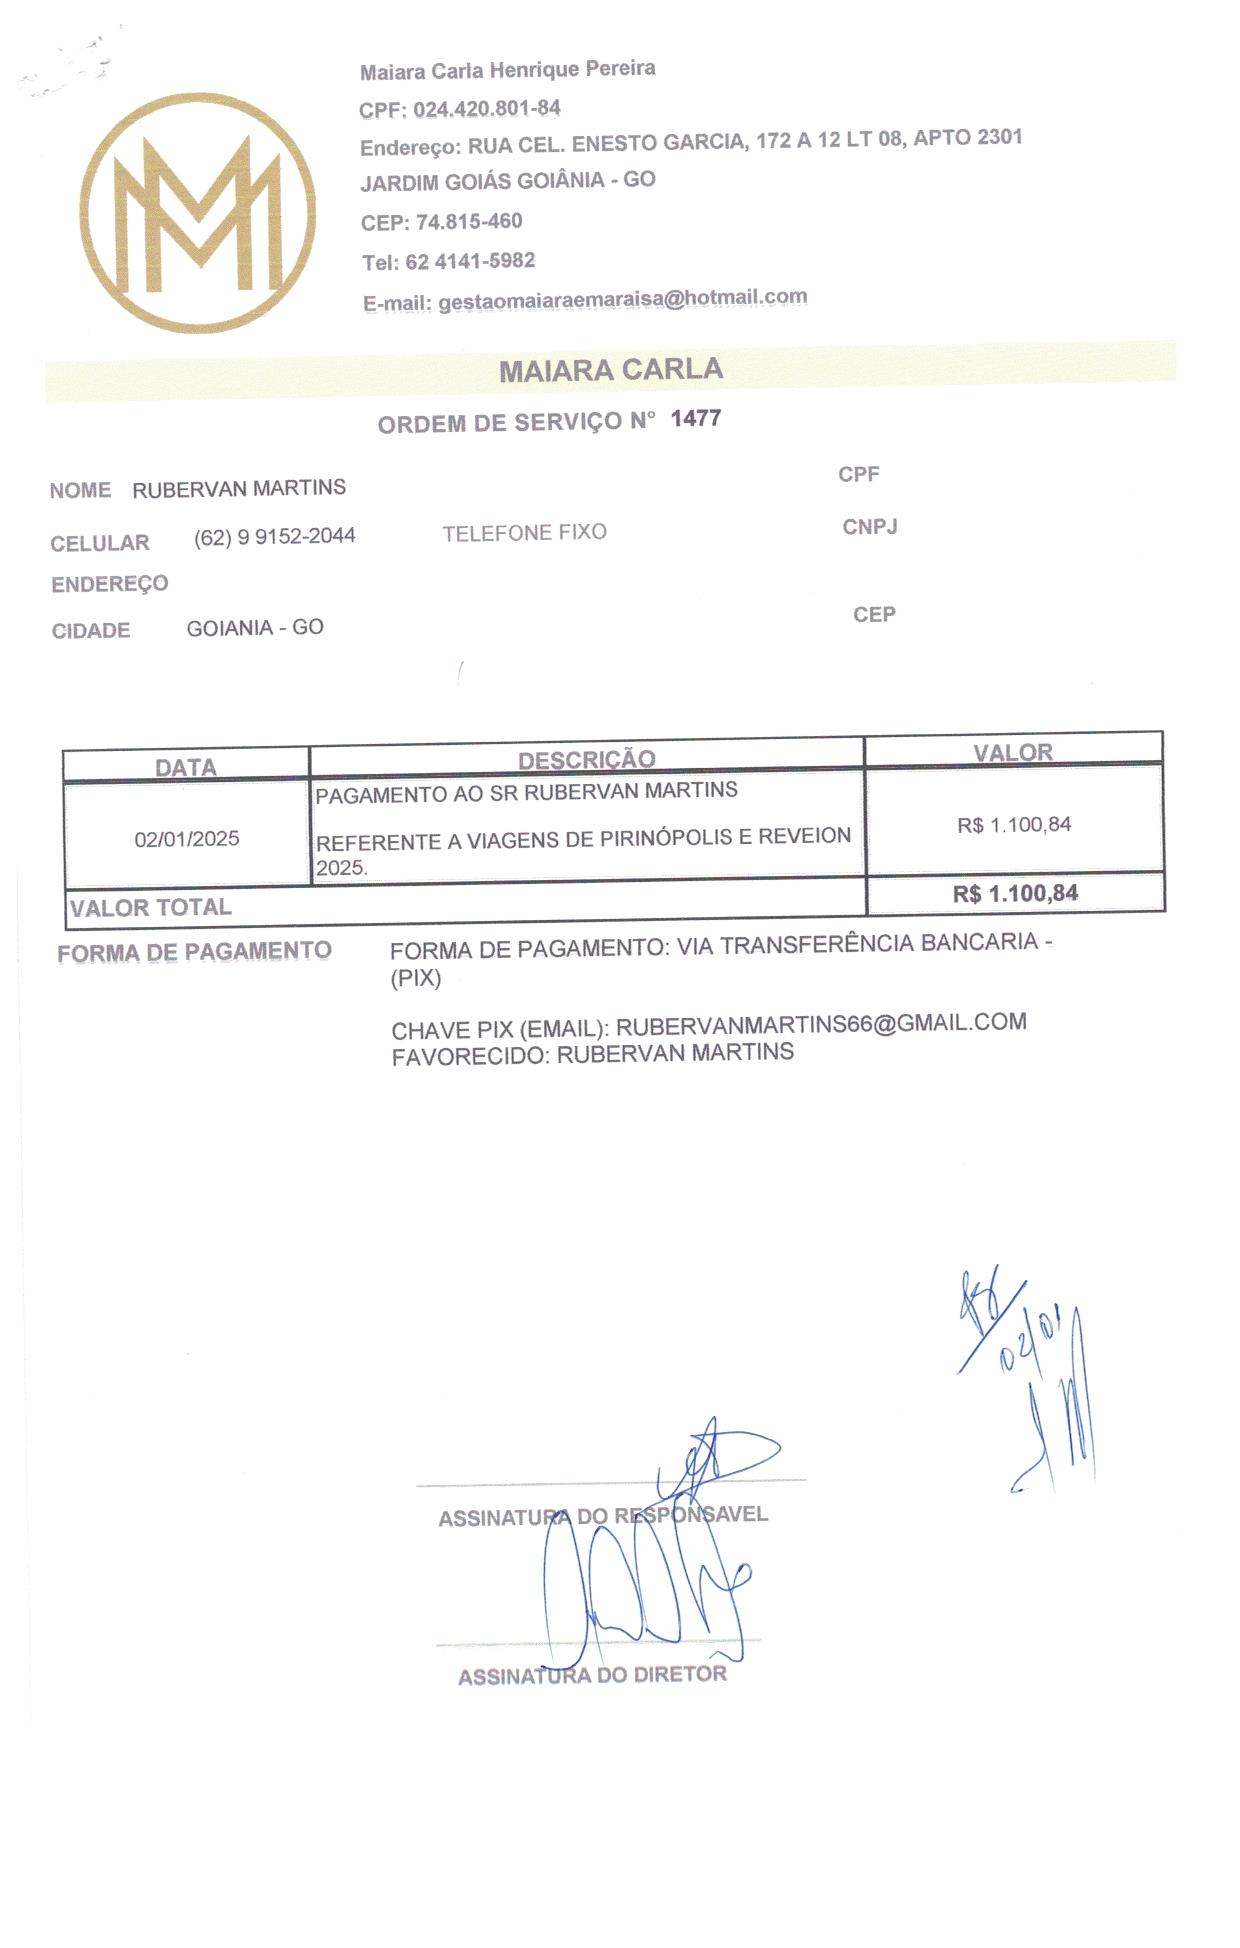 Maiara Carla Henrique Pereira
CPF: 024.420.801-84
Endereço: RUA CEL. ENESTO GARCIA, 172 A 12 LT 08, APTO 2301
JARDIM GOIÁS GOIÂNIA - GO
CEP: 74.815-460
Tel: 62 4141-5982
E-mail: gestaomaiaraemaraisa@hotmail.com
MAIARA CARLA
ORDEM DE SERVIÇO N° 1477
NOME RUBERVAN MARTINS CPF
CELULAR (62) 9 9152-2044 TELEFONE FIXO CNPJ
ENDEREÇO
CIDADE GOIANIA - GO CEP
DATA DESCRIÇÃO VALOR
PAGAMENTO AO SR RUBERVAN MARTINS
02/01/2025 REFERENTE A VIAGENS DE PIRINÓPOLIS E REVEION R$ 1.100,84
2025.
VALOR TOTAL R$ 1.100,84
FORMA DE PAGAMENTO FORMA DE PAGAMENTO: VIA TRANSFERÊNCIA BANCARIA -
(PIX)
CHAVE PIX (EMAIL): RUBERVANMARTINS66@GMAIL.COM
FAVORECIDO: RUBERVAN MARTINS
02/01
ASSINATURA DO RESPONSAVEL
ASSINATURA DO DIRETOR